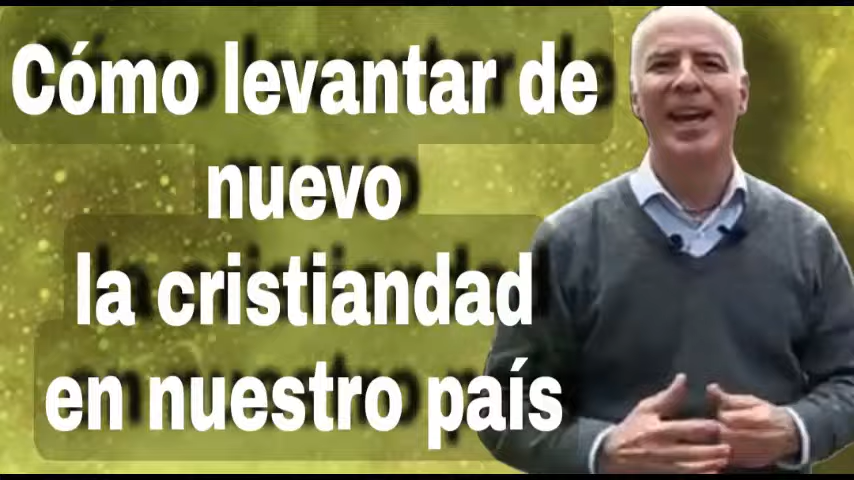 Cómo levantar de
nuevo
la cristiandad
en nuestro país